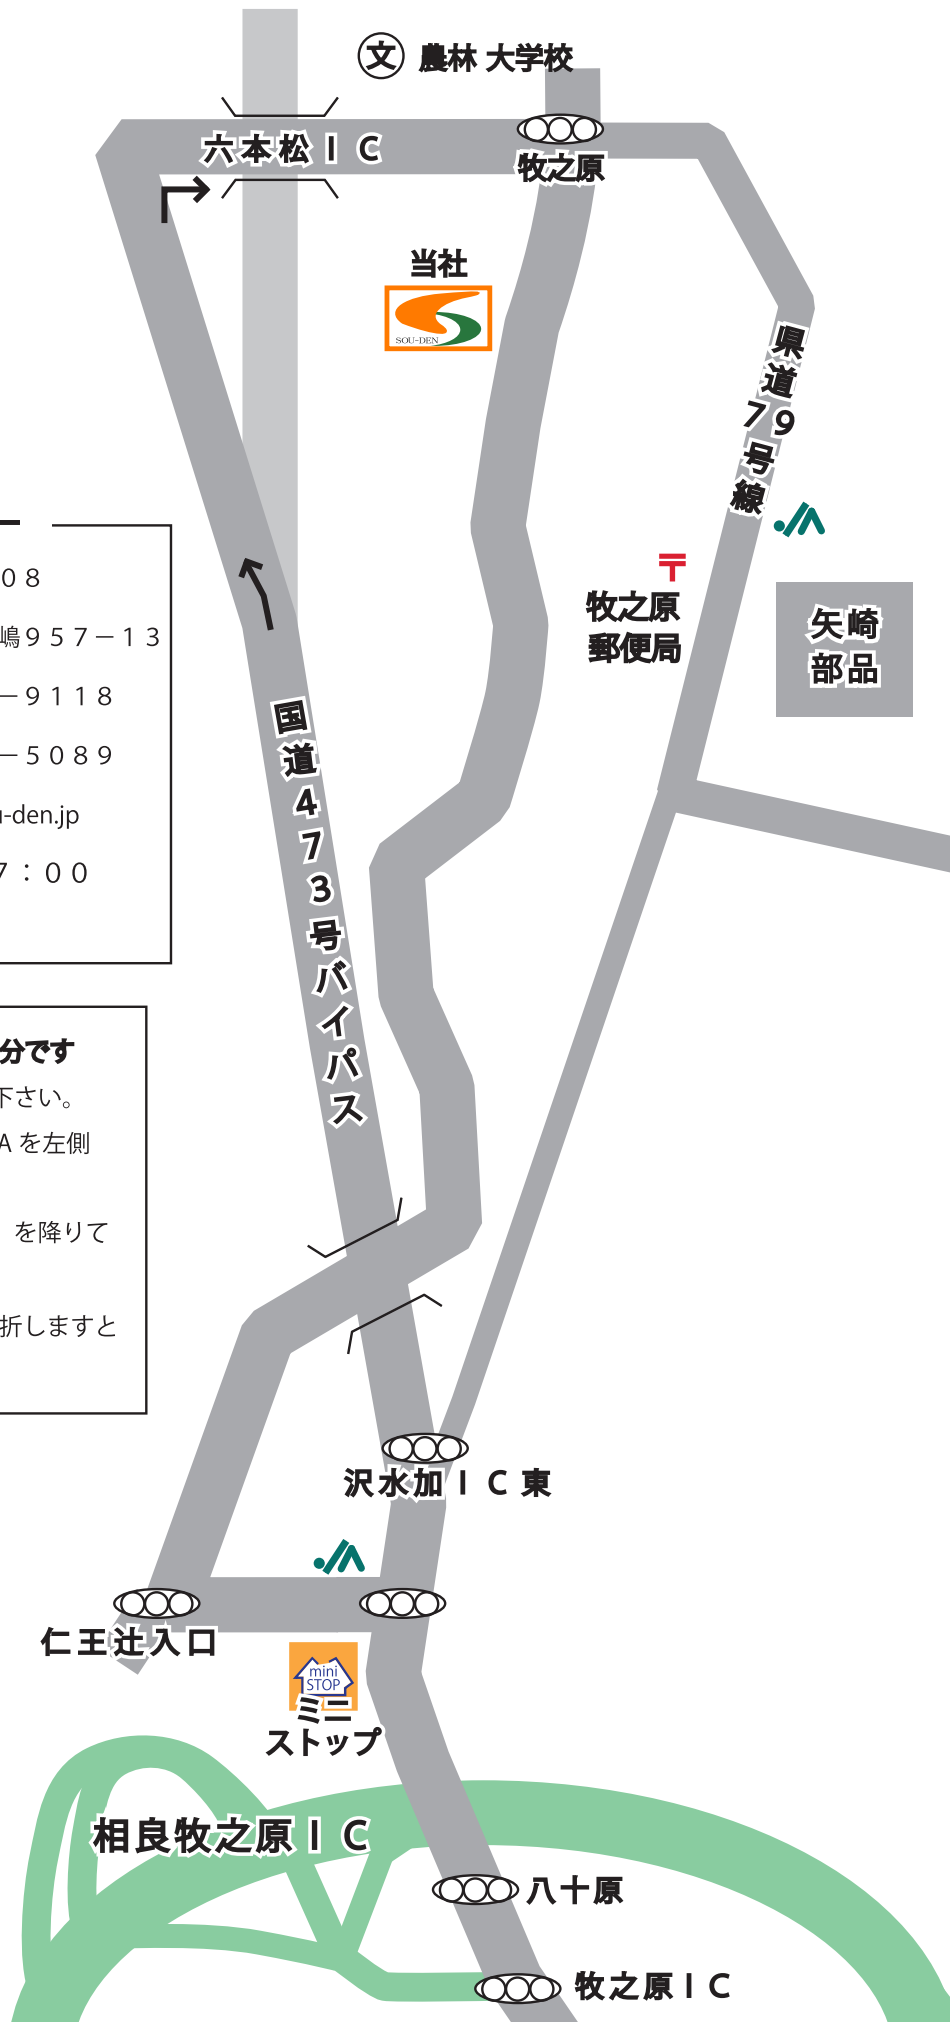 文 農林 大学校
六本松ＩＣ
牧之原
当社
SOU-DEN
県道79号線
牧之原
郵便局
矢崎
部品
０８
嶋９５７－１３
－９１１８
－５０８９
u-den.jp
７：００
国道473号バイパス
分です
下さい。
A を左側
を降りて
折しますと
沢水加ＩＣ東
仁王辻入口
mini
STOP
ミニ
ストップ
相良牧之原ＩＣ
八十原
牧之原ＩＣ